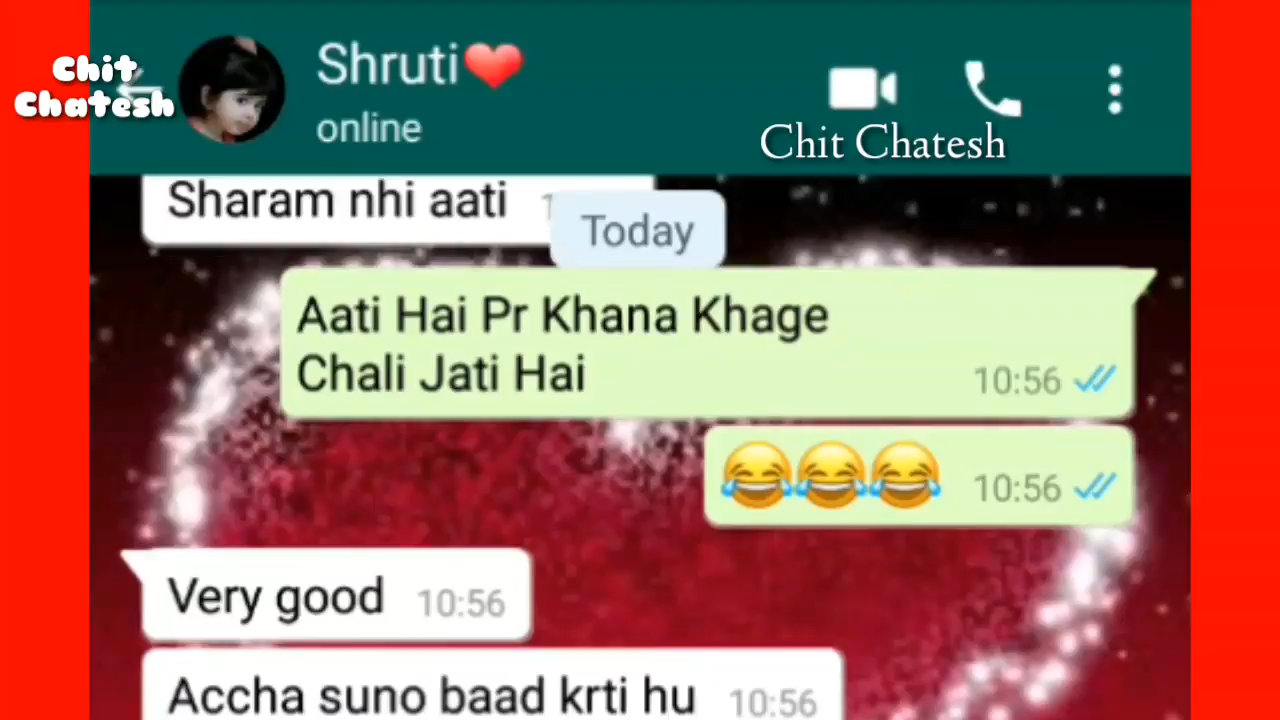 Chit
Chatesh
Shruti❤️
online
Chit Chatesh
Sharam nhi aati
Today
Aati Hai Pr Khana Khage
Chali Jati Hai
10:56
😂😂😂 10:56
Very good 10:56
Accha suno baad krti hu 10:56